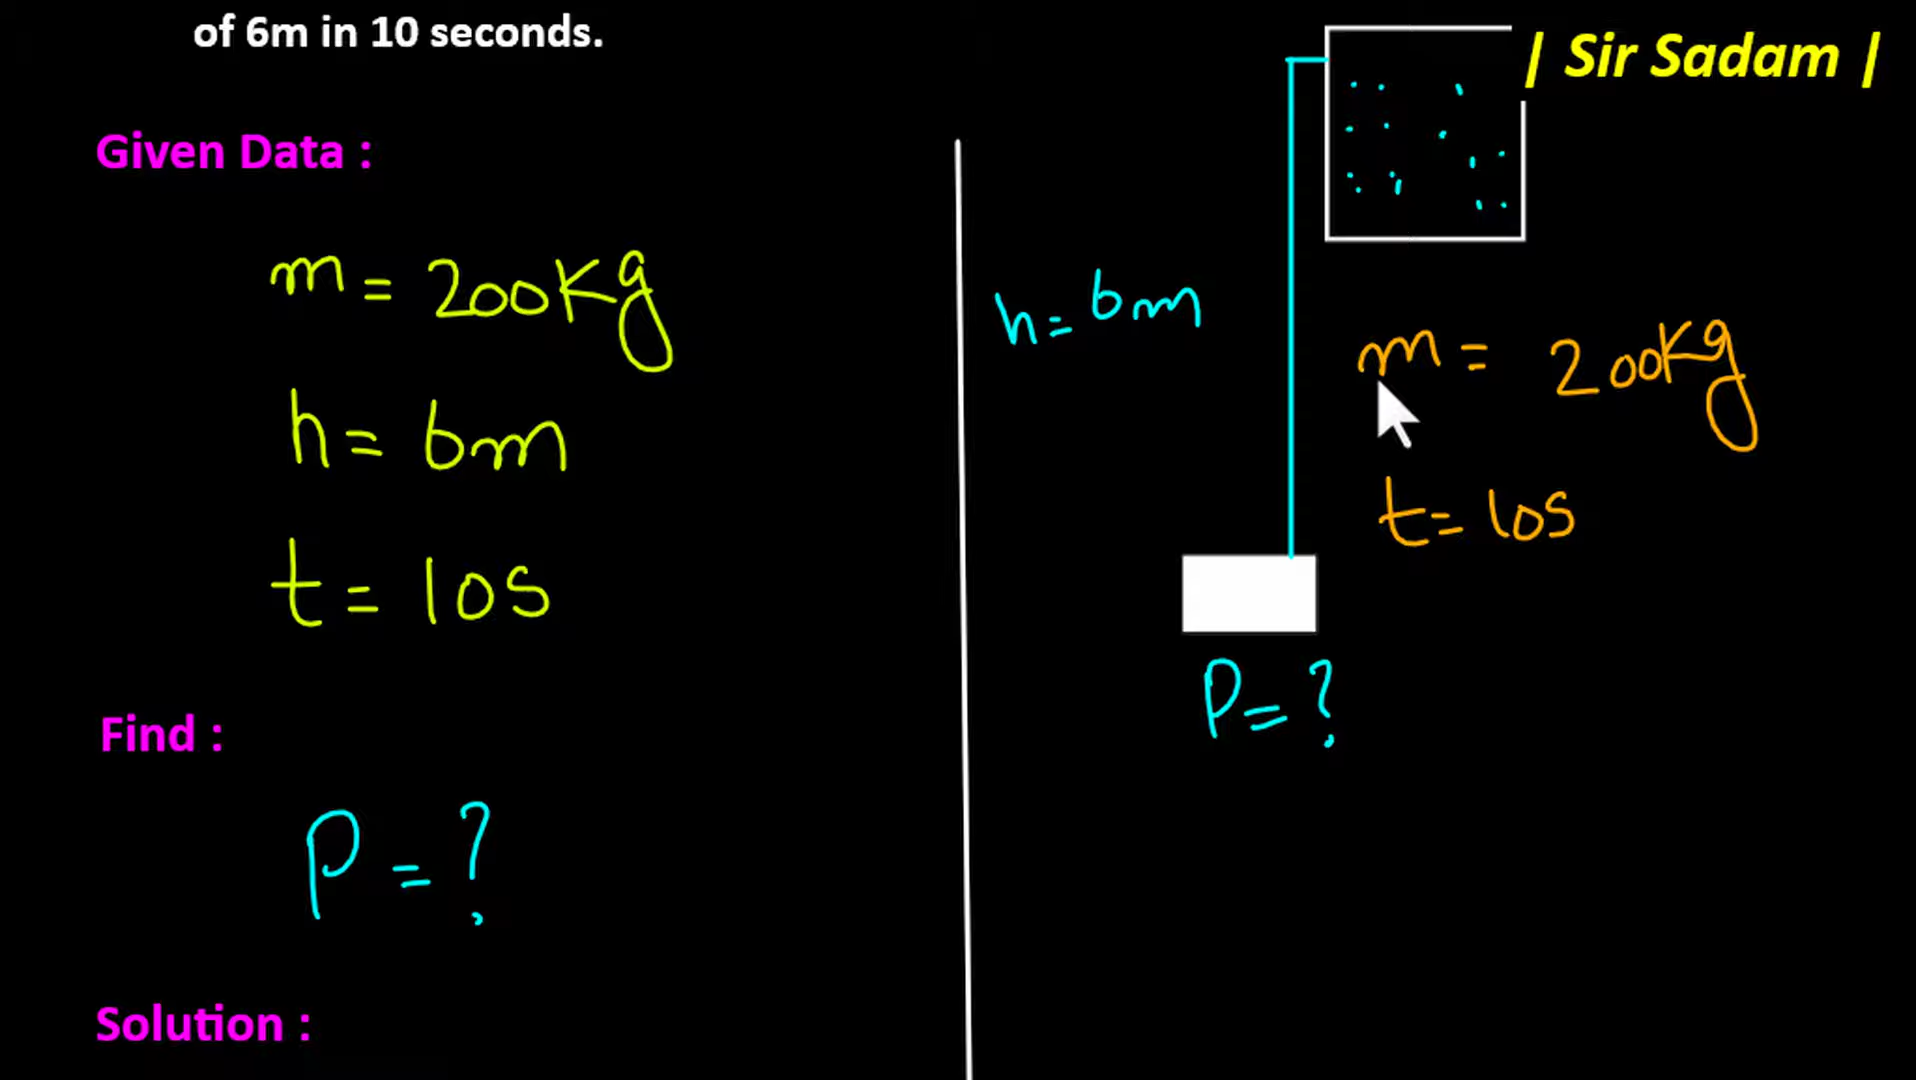 of 6m in 10 seconds.
| Sir Sadam |
Given Data :
m = 200Kg
h = 6m
t = 10s
Find :
P = ?
Solution :
h = 6m
m = 200Kg
t = 10s
P = ?